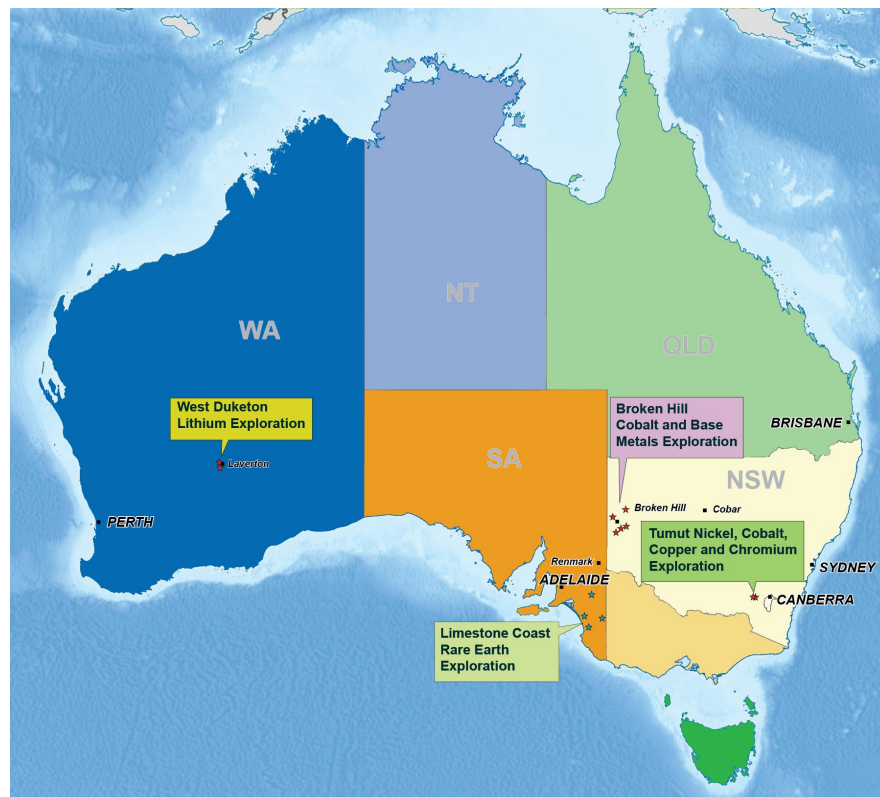 NT
WA
QLD
West Duketon
Lithium Exploration
Broken Hill
Cobalt and Base
Metals Exploration
BRISBANE
SA
Laverton
NSW
Broken Hill
Cobar
PERTH
Tumut Nickel, Cobalt,
Copper and Chromium
Exploration
Renmark
SYDNEY
ADELAIDE
CANBERRA
Limestone Coast
Rare Earth
Exploration